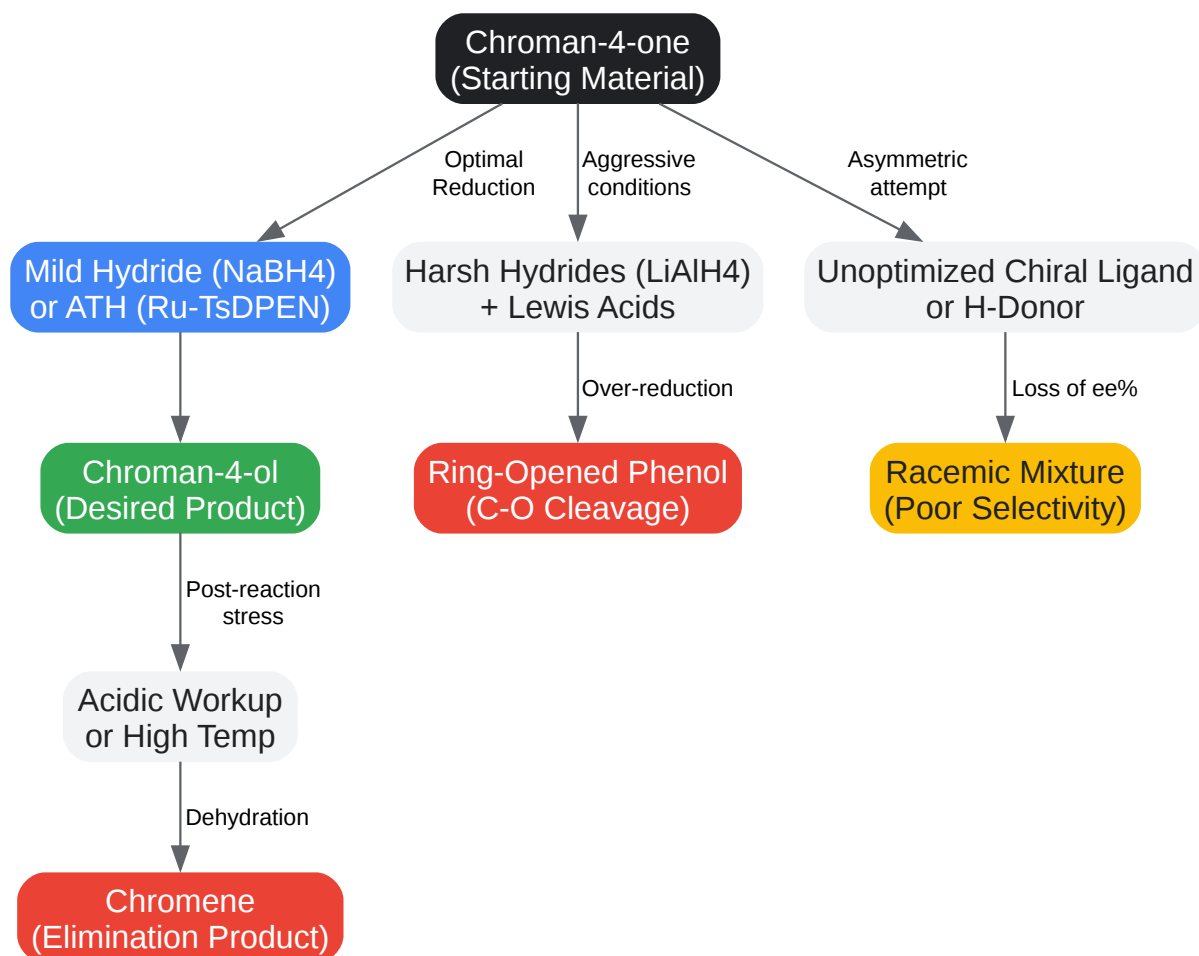 Chroman-4-one
(Starting Material)
Optimal
Reduction
Aggressive
conditions
Asymmetric
attempt
Mild Hydride (NaBH4)
or ATH (Ru-TsDPEN)
Harsh Hydrides (LiAlH4)
+ Lewis Acids
Unoptimized Chiral Ligand
or H-Donor
Over-reduction
Loss of ee%
Chroman-4-ol
(Desired Product)
Ring-Opened Phenol
(C-O Cleavage)
Racemic Mixture
(Poor Selectivity)
Post-reaction
stress
Acidic Workup
or High Temp
Dehydration
Chromene
(Elimination Product)